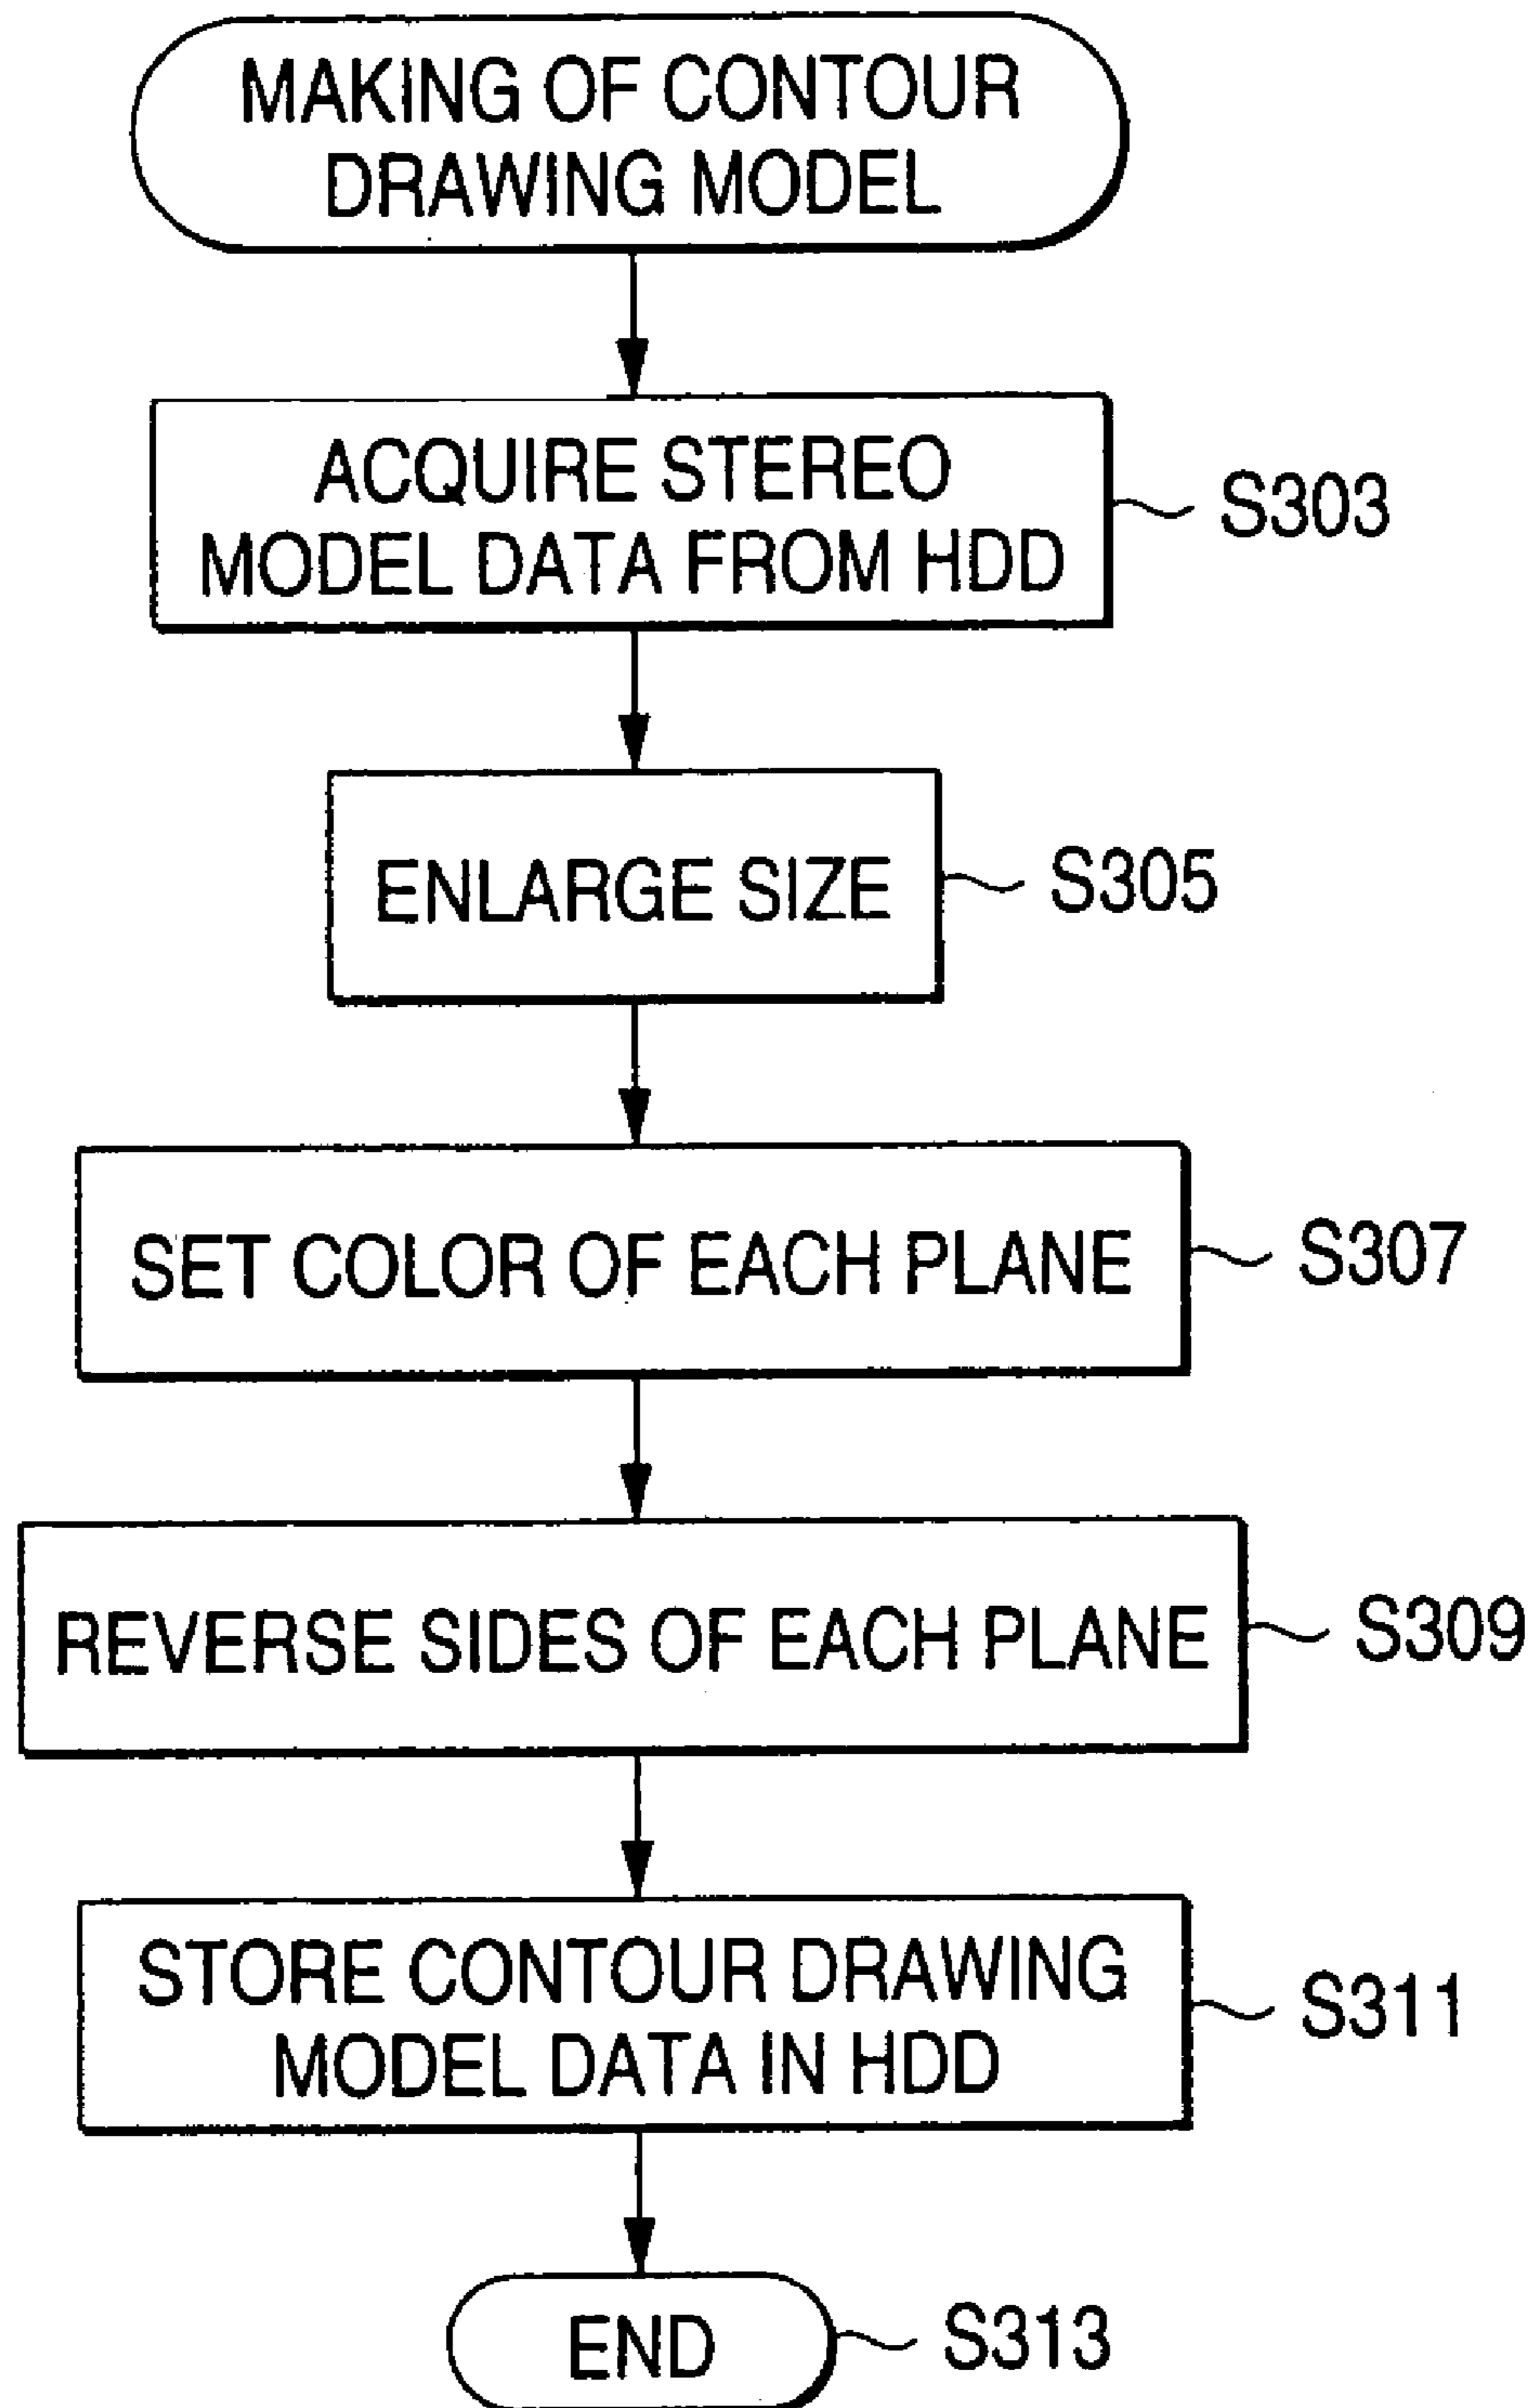 MAKING OF CONTOUR
DRAWING MODEL
ACQUIRE STEREO
MODEL DATA FROM HDD
S303
ENLARGE SIZE
S305
SET COLOR OF EACH PLANE
S307
REVERSE SIDES OF EACH PLANE
S309
STORE CONTOUR DRAWING
MODEL DATA IN HDD
S311
END
S313